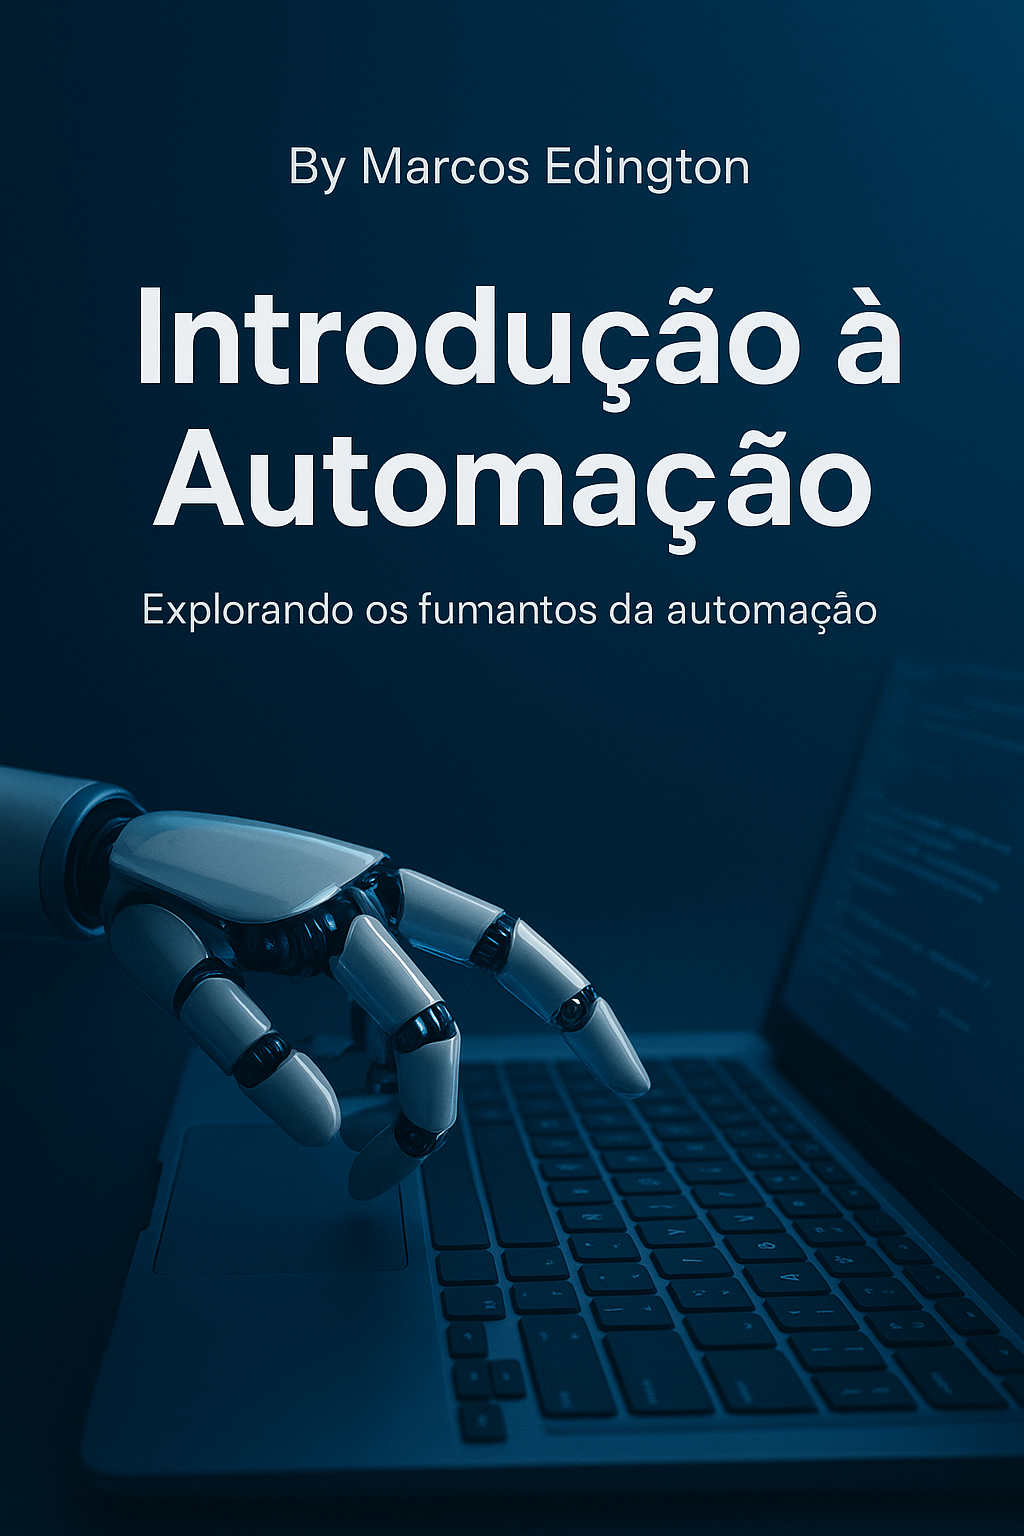 By Marcos Edington
Introdução à
Automação
Explorando os fumantos da automação